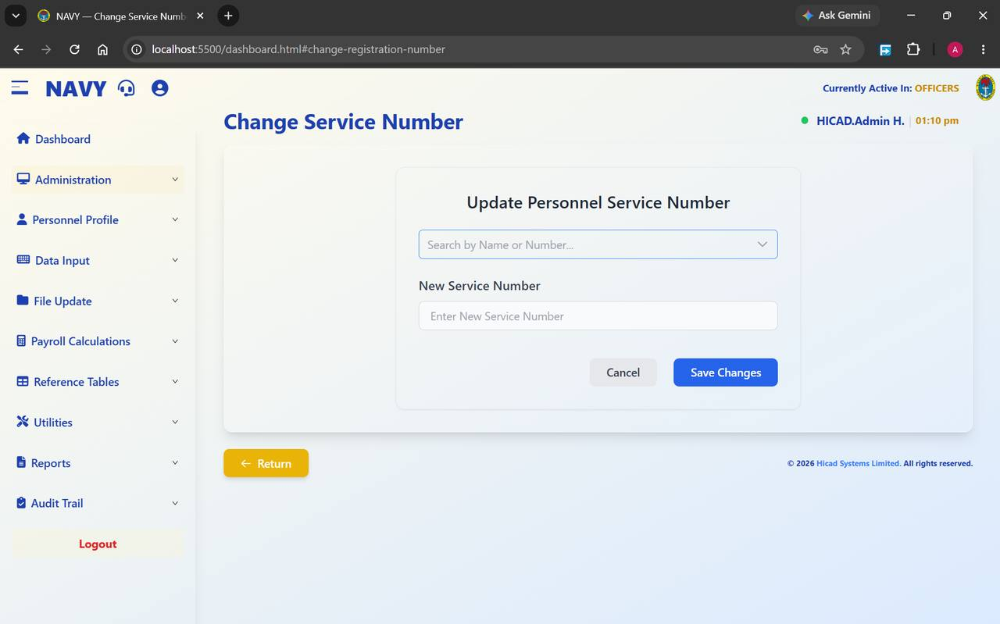 NAVY — Change Service Numb
Ask Gemini
localhost:5500/dashboard.html#change-registration-number
A
NAVY
Currently Active In: OFFICERS
Change Service Number
HICAD.Admin H. | 01:10 pm
Dashboard
Administration
Personnel Profile
Data Input
File Update
Payroll Calculations
Reference Tables
Utilities
Reports
Audit Trail
Logout
Update Personnel Service Number
Search by Name or Number...
New Service Number
Enter New Service Number
Cancel
Save Changes
Return
© 2026 Hicad Systems Limited. All rights reserved.